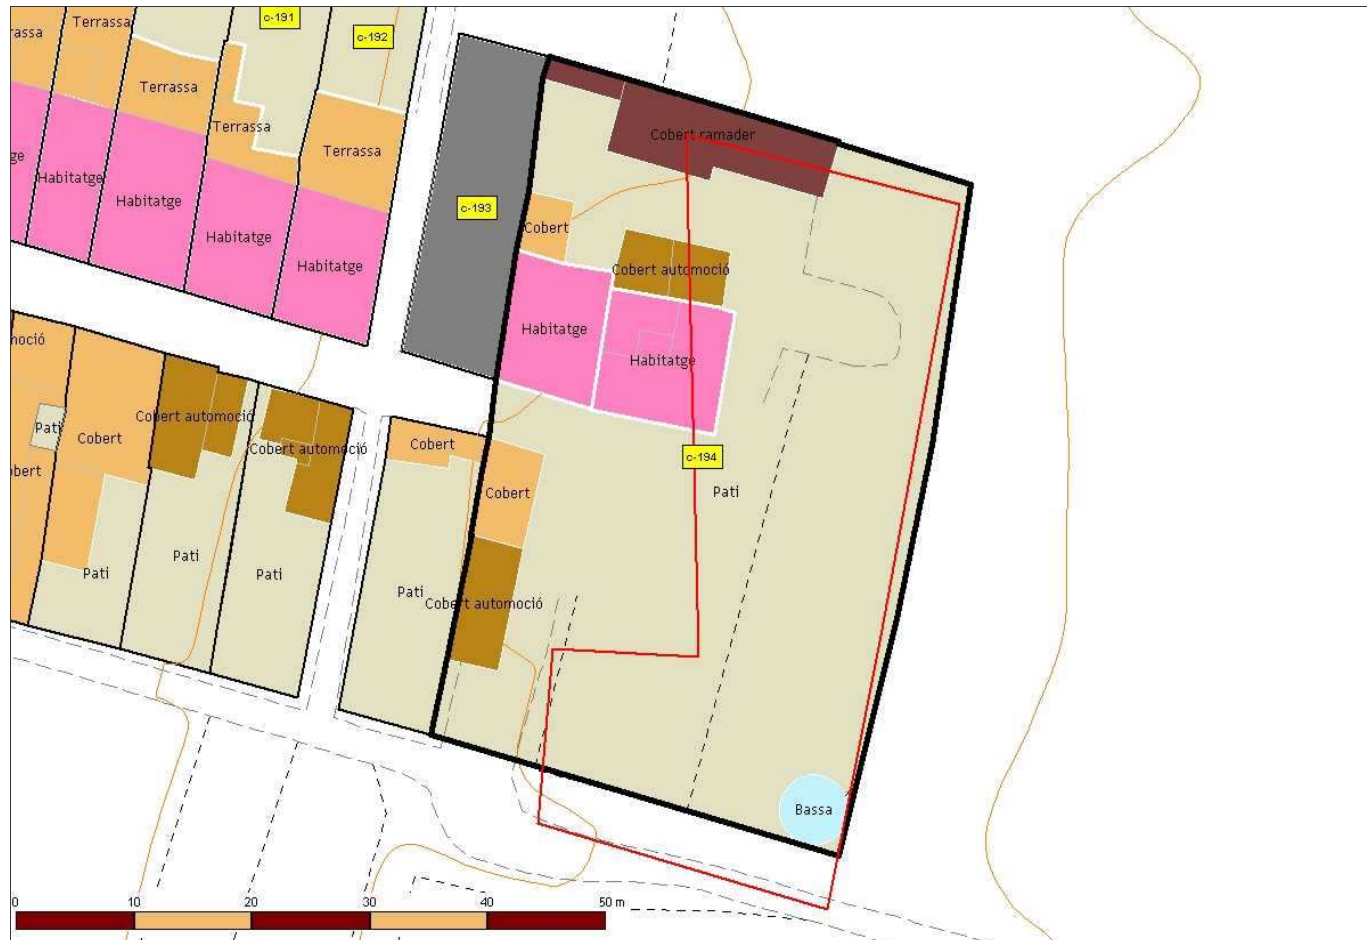 c-191
Terrassa
c-192
rassa
Terrassa
Cobert ramader
Terrassa
Terrassa
ge
Habitatge
Habitatge
c-193
Cobert
Habitatge
Habitatge
Cobert automoció
Habitatge
Habitatge
moció
Cobert automoció
Pati
Cobert
Cobert automoció
Cobert
c-194
obert
Cobert
Pati
Pati
Pati
Pati
Pati
Cobert automoció
Bassa
0 10 20 30 40 50 m